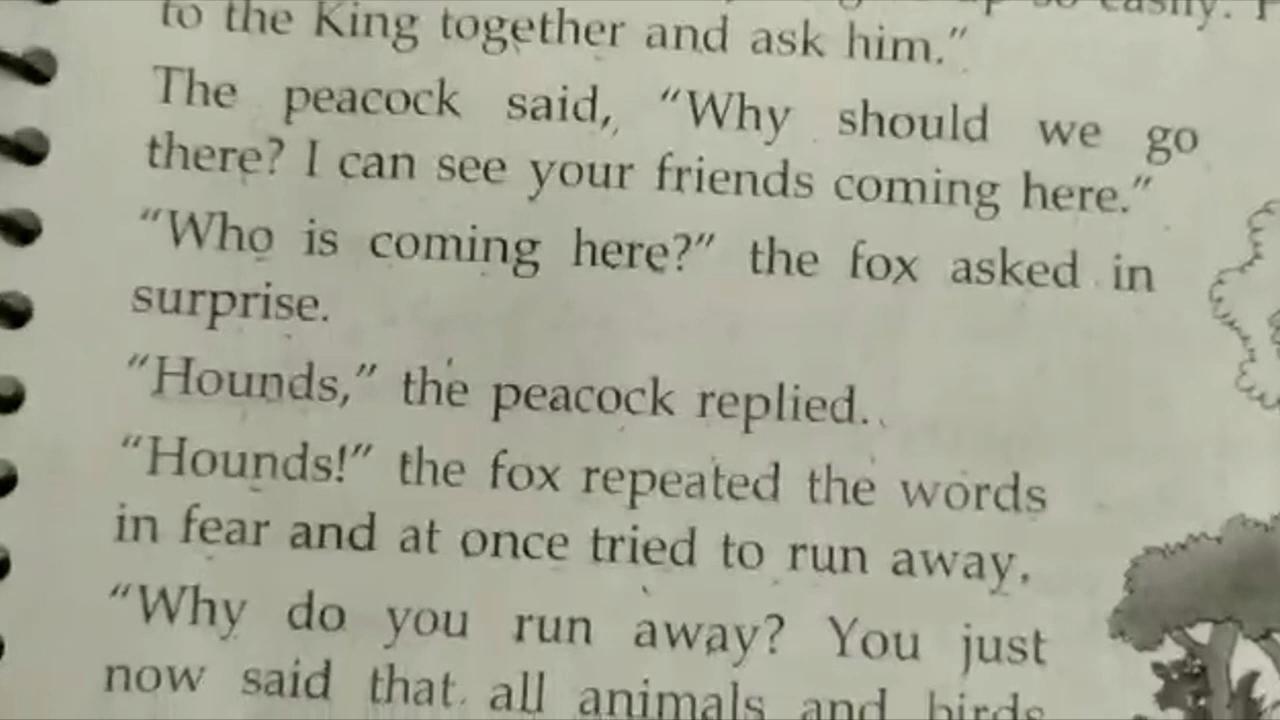 so easily.
to the King together and ask him."
The peacock said, "Why should we go
there? I can see your friends coming here."
"Who is coming here?" the fox asked in
surprise.
"Hounds," the peacock replied.
"Hounds!" the fox repeated the words
in fear and at once tried to run away.
"Why do you run away? You just
now said that all animals and birds